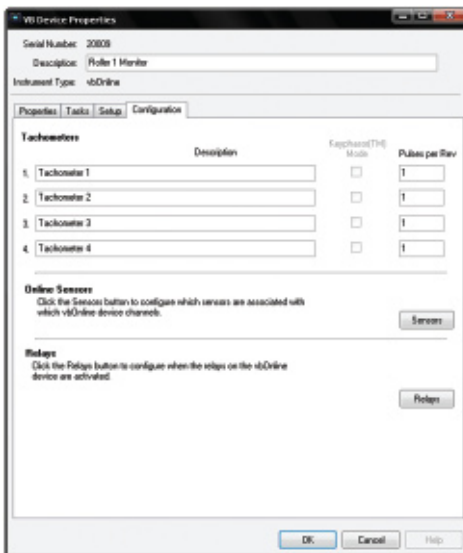 VB Device Properties
Serial Number: 20009
Description: Roller 1 Monitor
Instrument Type: vbOnline
Properties Tasks Setup Configuration
Tachometers
Keyphasor(TM)
Description Mode Pulses per Rev
1. Tachometer 1 1
2. Tachometer 2 1
3. Tachometer 3 1
4. Tachometer 4 1
Online Sensors
Click the Sensors button to configure which sensors are associated with
which vbOnline device channels.
Sensors
Relays
Click the Relays button to configure when the relays on the vbOnline
device are activated.
Relays
OK Cancel Help